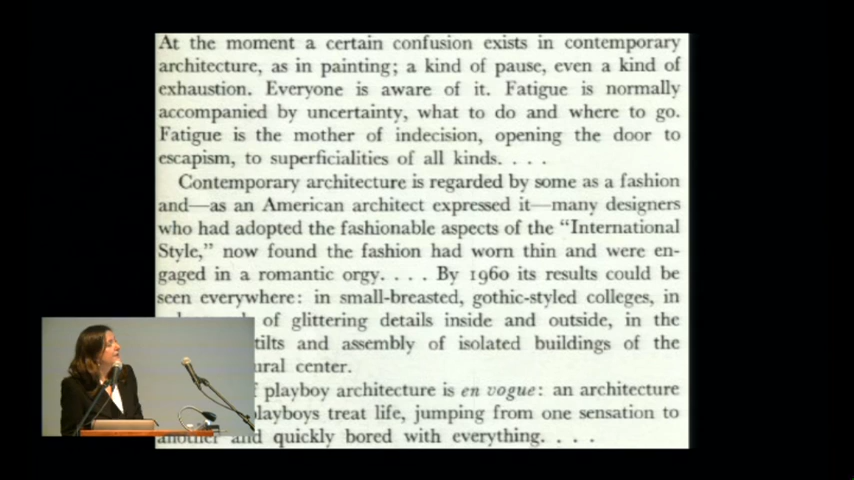 At the moment a certain confusion exists in contemporary
architecture, as in painting; a kind of pause, even a kind of
exhaustion. Everyone is aware of it. Fatigue is normally
accompanied by uncertainty, what to do and where to go.
Fatigue is the mother of indecision, opening the door to
escapism, to superficialities of all kinds. . . .
Contemporary architecture is regarded by some as a fashion
and—as an American architect expressed it—many designers
who had adopted the fashionable aspects of the “International
Style,” now found the fashion had worn thin and were en-
gaged in a romantic orgy. . . . By 1960 its results could be
seen everywhere: in small-breasted, gothic-styled colleges, in
of glittering details inside and outside, in the
and assembly of isolated buildings of the
center.
playboy architecture is en vogue: an architecture
playboys treat life, jumping from one sensation to
another and quickly bored with everything. . . .